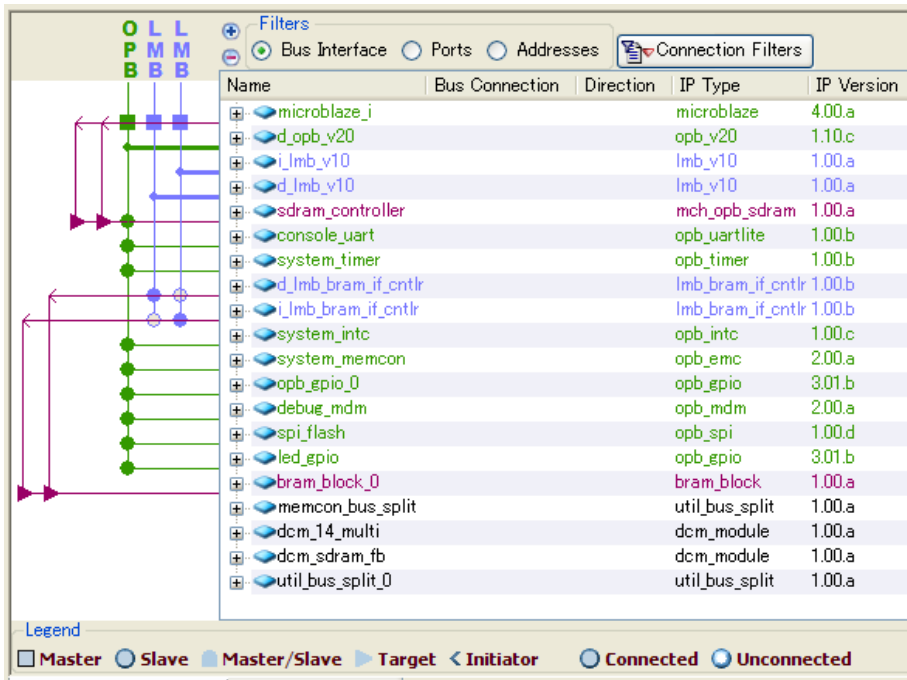 OPB LMB LMB
Filters
Bus Interface Ports Addresses Connection Filters
Name Bus Connection Direction IP Type IP Version
microblaze_i microblaze 4.00.a
d_opb_v20 opb_v20 1.10.c
i_lmb_v10 lmb_v10 1.00.a
d_lmb_v10 lmb_v10 1.00.a
sdram_controller mch_opb_sdram 1.00.a
console_uart opb_uartlite 1.00.b
system_timer opb_timer 1.00.b
d_lmb_bram_if_cntlr lmb_bram_if_cntlr 1.00.b
i_lmb_bram_if_cntlr lmb_bram_if_cntlr 1.00.b
system_intc opb_intc 1.00.c
system_memcon opb_emc 2.00.a
opb_gpio_0 opb_gpio 3.01.b
debug_mdm opb_mdm 2.00.a
spi_flash opb_spi 1.00.d
led_gpio opb_gpio 3.01.b
bram_block_0 bram_block 1.00.a
memcon_bus_split util_bus_split 1.00.a
dcm_14_multi dcm_module 1.00.a
dcm_sdram_fb dcm_module 1.00.a
util_bus_split_0 util_bus_split 1.00.a
Legend
Master Slave Master/Slave Target Initiator Connected Unconnected